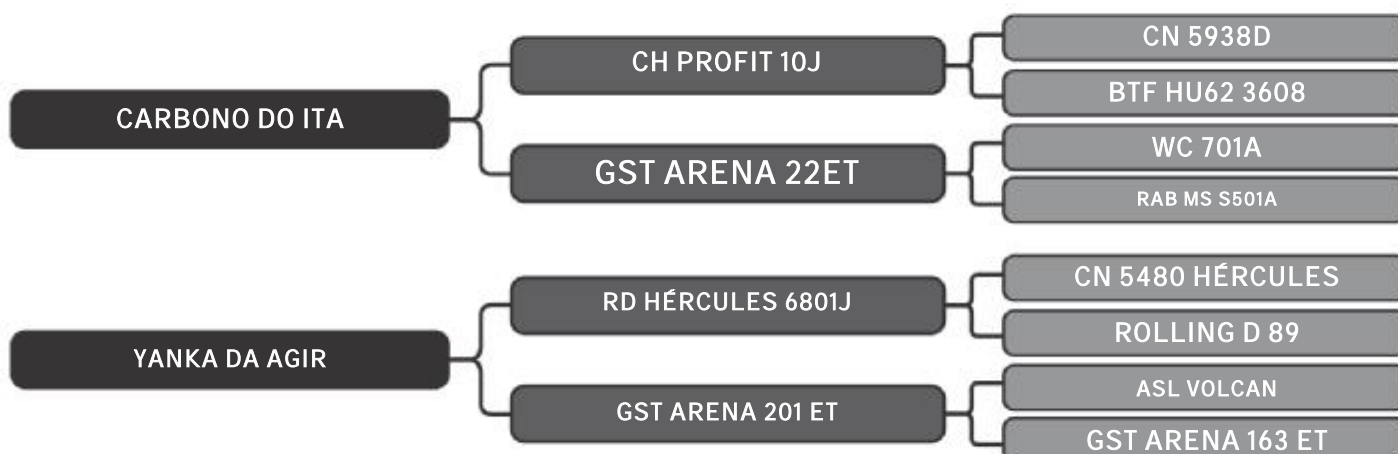 CARBONO DO ITA
CH PROFIT 10J
CN 5938D
BTF HU62 3608
GST ARENA 22ET
WC 701A
RAB MS S501A
YANKA DA AGIR
RD HÉRCULES 6801J
CN 5480 HÉRCULES
ROLLING D 89
GST ARENA 201 ET
ASL VOLCAN
GST ARENA 163 ET